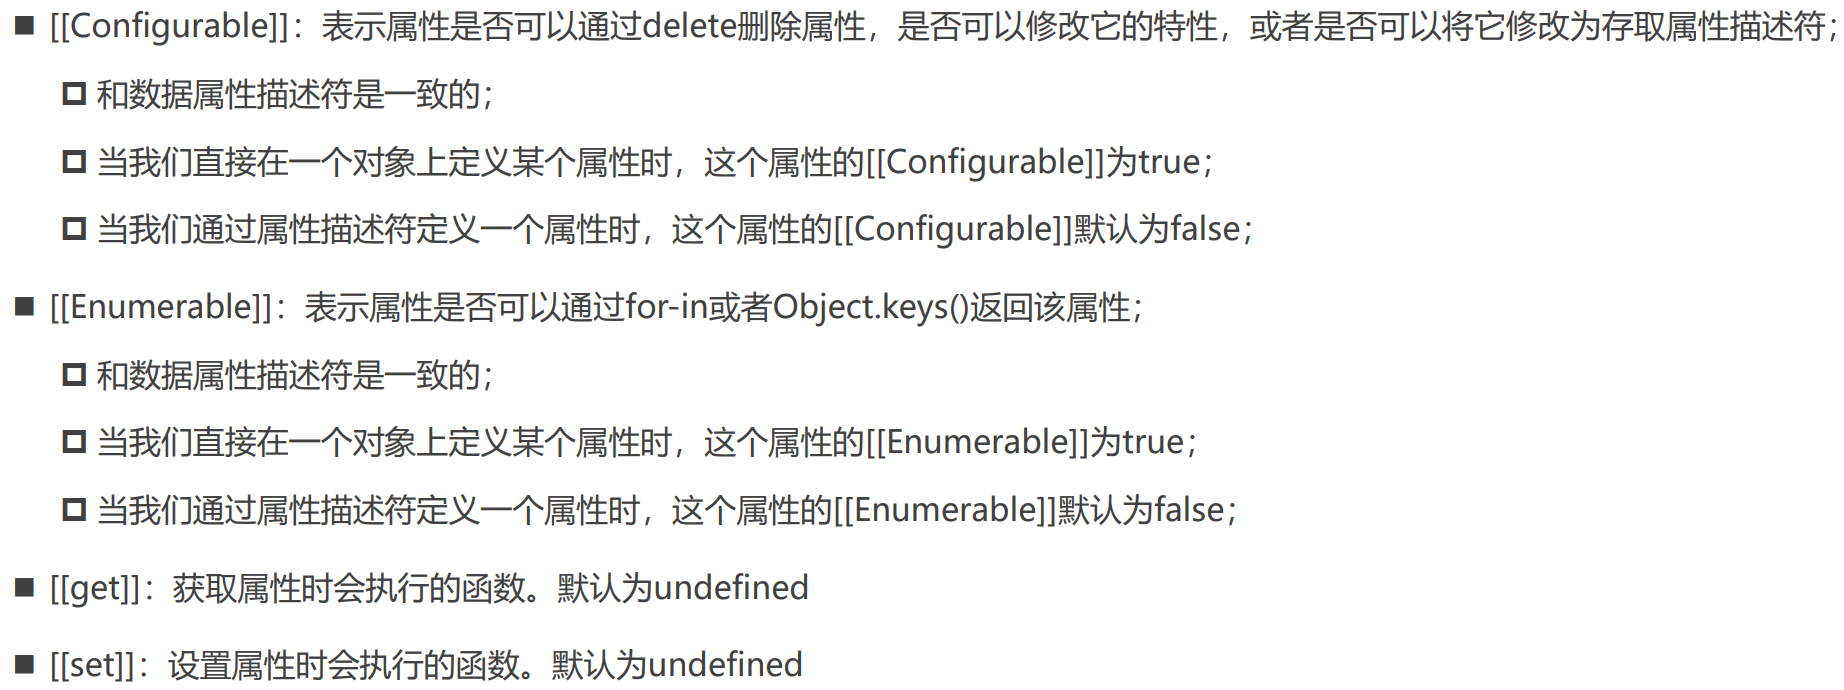 ■ [[Configurable]]：表示属性是否可以通过delete删除属性，是否可以修改它的特性，或者是否可以将它修改为存取属性描述符；
和数据属性描述符是一致的；
当我们直接在一个对象上定义某个属性时，这个属性的[[Configurable]]为true；
当我们通过属性描述符定义一个属性时，这个属性的[[Configurable]]默认为false；
■ [[Enumerable]]：表示属性是否可以通过for-in或者Object.keys()返回该属性；
和数据属性描述符是一致的；
当我们直接在一个对象上定义某个属性时，这个属性的[[Enumerable]]为true；
当我们通过属性描述符定义一个属性时，这个属性的[[Enumerable]]默认为false；
■ [[get]]：获取属性时会执行的函数。默认为undefined
■ [[set]]：设置属性时会执行的函数。默认为undefined